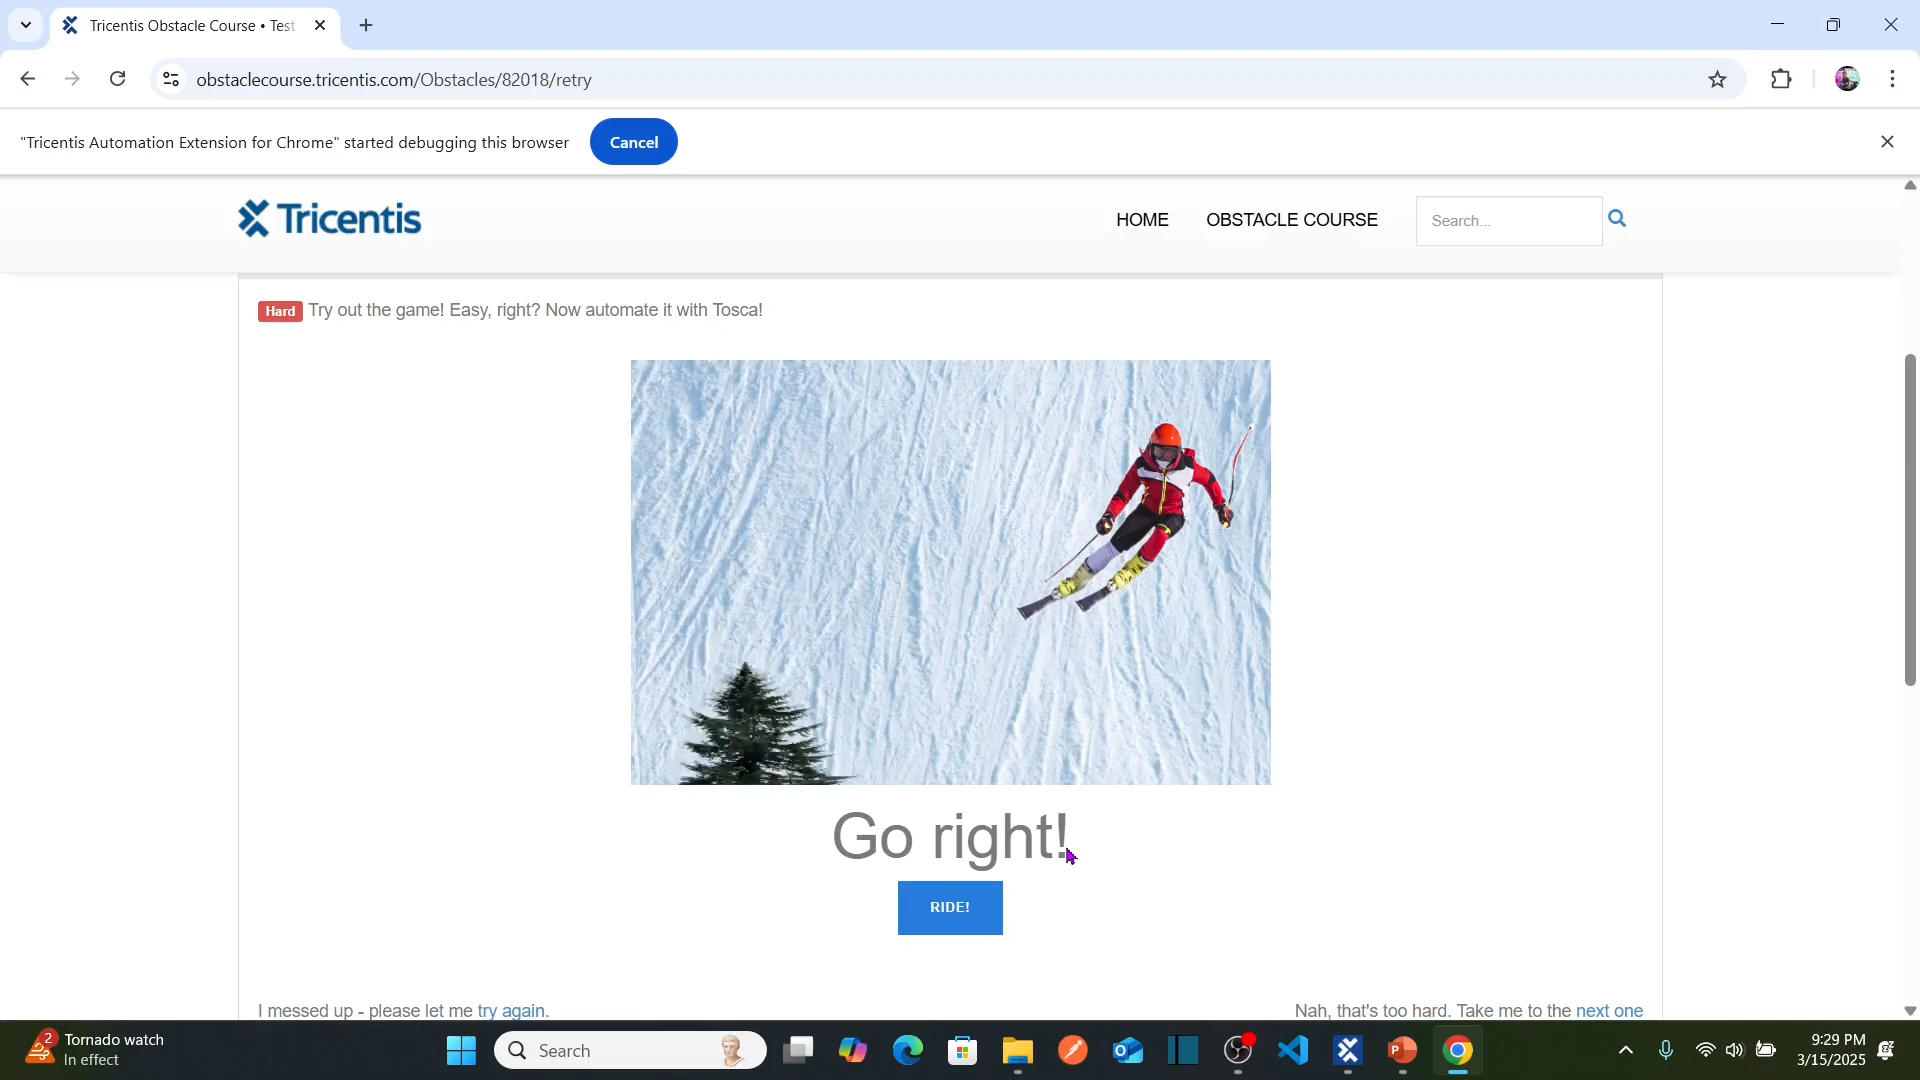 Tricentis Obstacle Course • Test
obstaclecourse.tricentis.com/Obstacles/82018/retry
"Tricentis Automation Extension for Chrome" started debugging this browser
Cancel
Tricentis
HOME
OBSTACLE COURSE
Search...
Hard Try out the game! Easy, right? Now automate it with Tosca!
Go right!
RIDE!
I messed up - please let me try again.
Nah, that's too hard. Take me to the next one
2
Tornado watch
In effect
Search
9:29 PM
3/15/2025